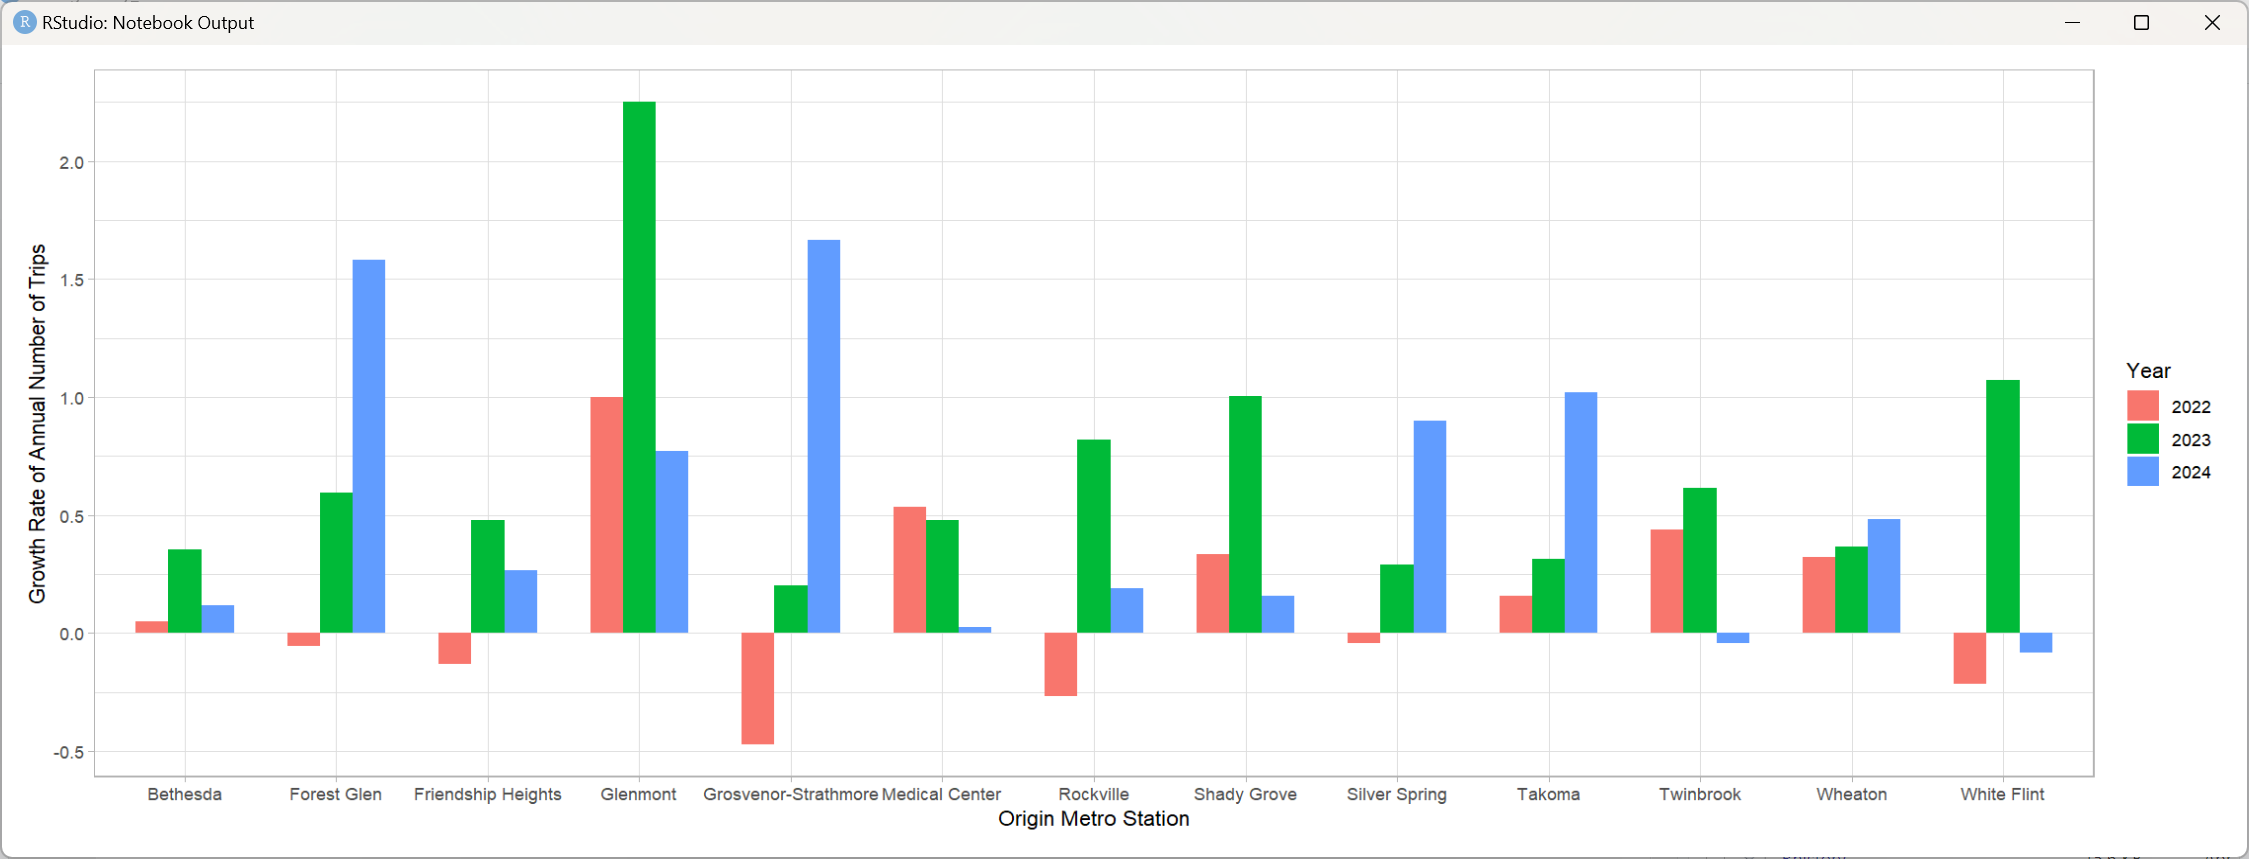 R RStudio: Notebook Output
Growth Rate of Annual Number of Trips
2.0
1.5
1.0
0.5
0.0
-0.5
Bethesda Forest Glen Friendship Heights Glenmont Grosvenor-Strathmore Medical Center Rockville Shady Grove Silver Spring Takoma Twinbrook Wheaton White Flint
Origin Metro Station
Year
2022
2023
2024